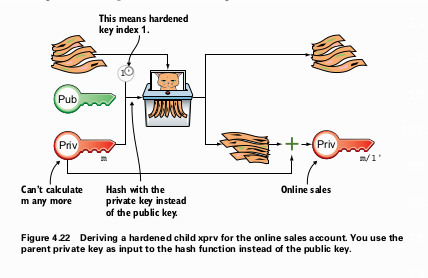 This means hardened
key index 1.
1'
Pub
Priv
m
Priv
m/1'
Can't calculate
m any more
Hash with the
private key instead
of the public key.
Online sales
Figure 4.22 Deriving a hardened child xprv for the online sales account. You use the
parent private key as input to the hash function instead of the public key.